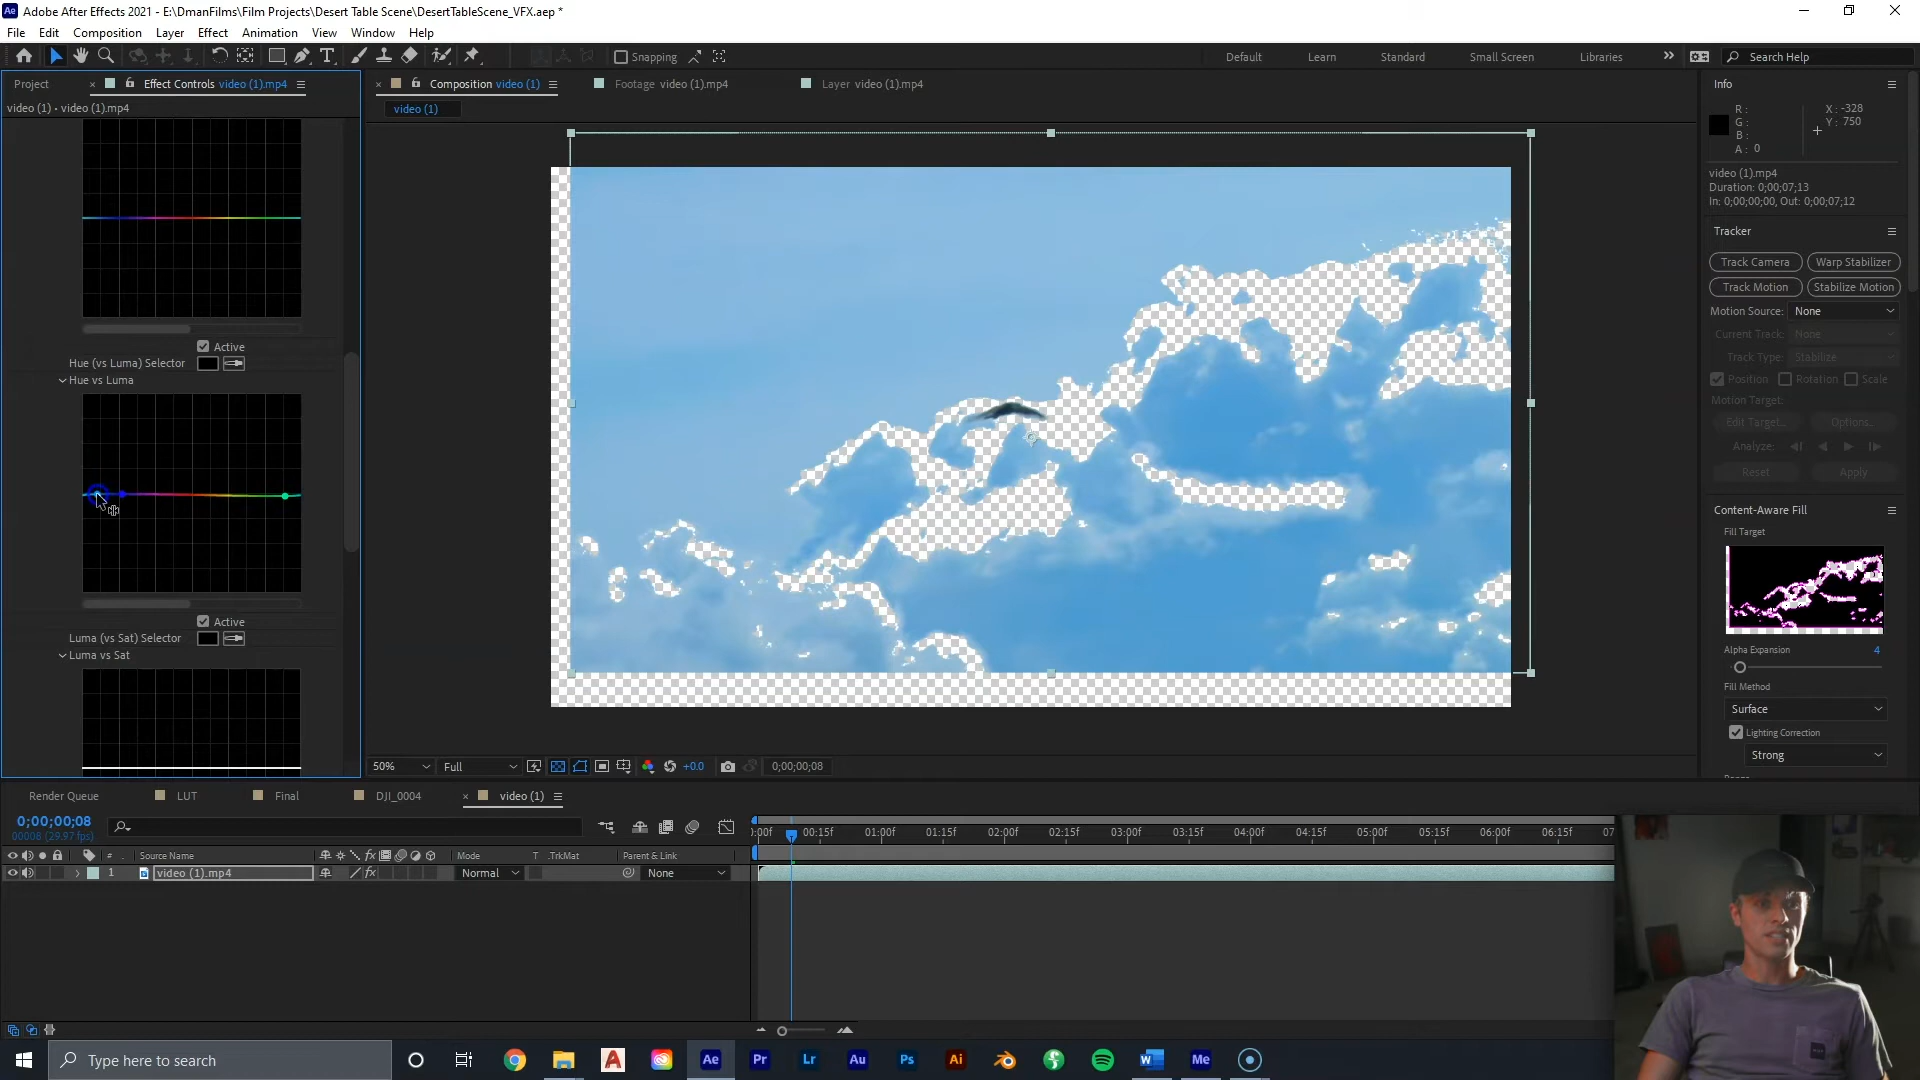 Adobe After Effects 2021 - E:\DmanFilms\Film Projects\Desert Table Scene\DesertTableScene_VFX.aep *
File Edit Composition Layer Effect Animation View Window Help
Snapping
Default Learn Standard Small Screen Libraries Search Help
Project Effect Controls video (1).mp4
video (1) • video (1).mp4
Active
Hue (vs Luma) Selector
Hue vs Luma
Active
Luma (vs Sat) Selector
Luma vs Sat
Composition video (1) Footage video (1).mp4 Layer video (1).mp4
video (1)
50% Full +0.0 0;00;00;08
Info
R :
G :
B :
A : 0
X : -328
Y : 750
video (1).mp4
Duration: 0;00;07;13
In: 0;00;00;00, Out: 0;00;07;12
Tracker
Track Camera Warp Stabilizer
Track Motion Stabilize Motion
Motion Source: None
Current Track: None
Track Type: Stabilize
Position Rotation Scale
Motion Target:
Edit Target... Options...
Analyze:
Reset Apply
Content-Aware Fill
Fill Target
Alpha Expansion 4
Fill Method
Surface
Lighting Correction
Strong
Render Queue LUT Final DJI_0004 video (1)
0;00;00;08
00008 (29.97 fps)
:00f 00:15f 01:00f 01:15f 02:00f 02:15f 03:00f 03:15f 04:00f 04:15f 05:00f 05:15f 06:00f 06:15f 07
# Source Name fx Mode T .TrkMat Parent & Link
1 video (1).mp4 fx Normal None
Type here to search
Ae Pr Lr Au Ps Ai W Me